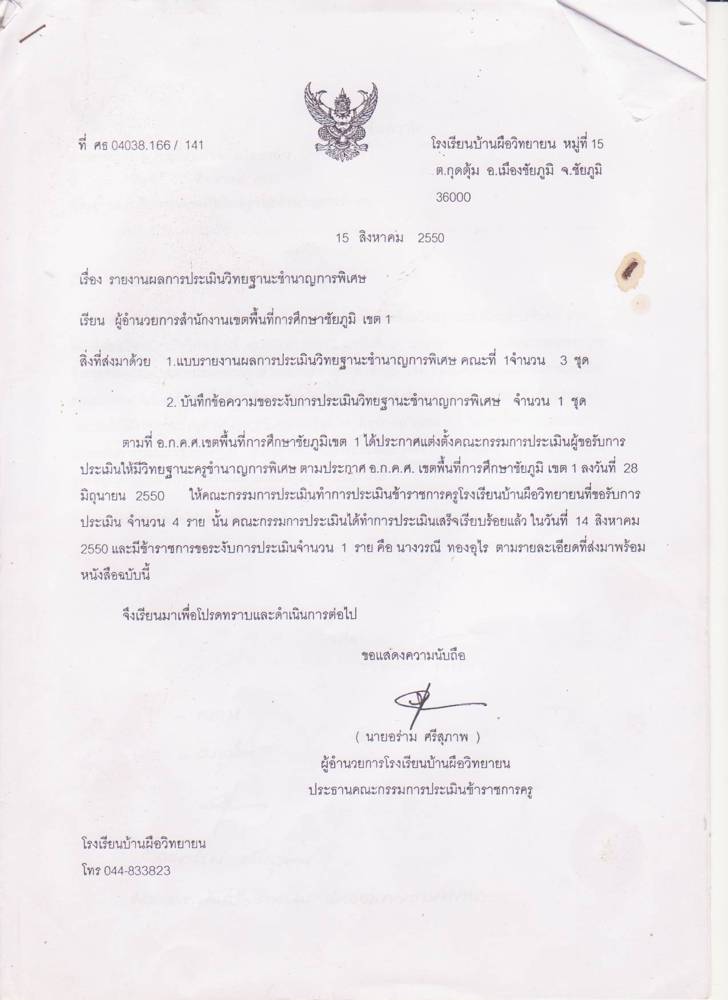 ที่ ศธ 04038.166 / 141
โรงเรียนบ้านผือวิทยายน หมู่ที่ 15
ต.กุดตุ้ม อ.เมืองชัยภูมิ จ.ชัยภูมิ
36000
15 สิงหาคม 2550
เรื่อง รายงานผลการประเมินวิทยฐานะชำนาญการพิเศษ
เรียน ผู้อำนวยการสำนักงานเขตพื้นที่การศึกษาชัยภูมิ เขต 1
สิ่งที่ส่งมาด้วย 1.แบบรายงานผลการประเมินวิทยฐานะชำนาญการพิเศษ คณะที่ 1จำนวน 3 ชุด
2. บันทึกข้อความขอระงับการประเมินวิทยฐานะชำนาญการพิเศษ จำนวน 1 ชุด
ตามที่ อ.ก.ค.ศ.เขตพื้นที่การศึกษาชัยภูมิเขต 1 ได้ประกาศแต่งตั้งคณะกรรมการประเมินผู้ขอรับการ
ประเมินให้มีวิทยฐานะครูชำนาญการพิเศษ ตามประกาศ อ.ก.ค.ศ. เขตพื้นที่การศึกษาชัยภูมิ เขต 1 ลงวันที่ 28
มิถุนายน 2550 ให้คณะกรรมการประเมินทำการประเมินข้าราชการครูโรงเรียนบ้านผือวิทยายนที่ขอรับการ
ประเมิน จำนวน 4 ราย นั้น คณะกรรมการประเมินได้ทำการประเมินเสร็จเรียบร้อยแล้ว ในวันที่ 14 สิงหาคม
2550 และมีข้าราชการขอระงับการประเมินจำนวน 1 ราย คือ นางวรณี ทองอุไร ตามรายละเอียดที่ส่งมาพร้อม
หนังสือฉบับนี้
จึงเรียนมาเพื่อโปรดทราบและดำเนินการต่อไป
ขอแสดงความนับถือ
( นายอร่าม ศรีสุภาพ )
ผู้อำนวยการโรงเรียนบ้านผือวิทยายน
ประธานคณะกรรมการประเมินข้าราชการครู
โรงเรียนบ้านผือวิทยายน
โทร 044-833823